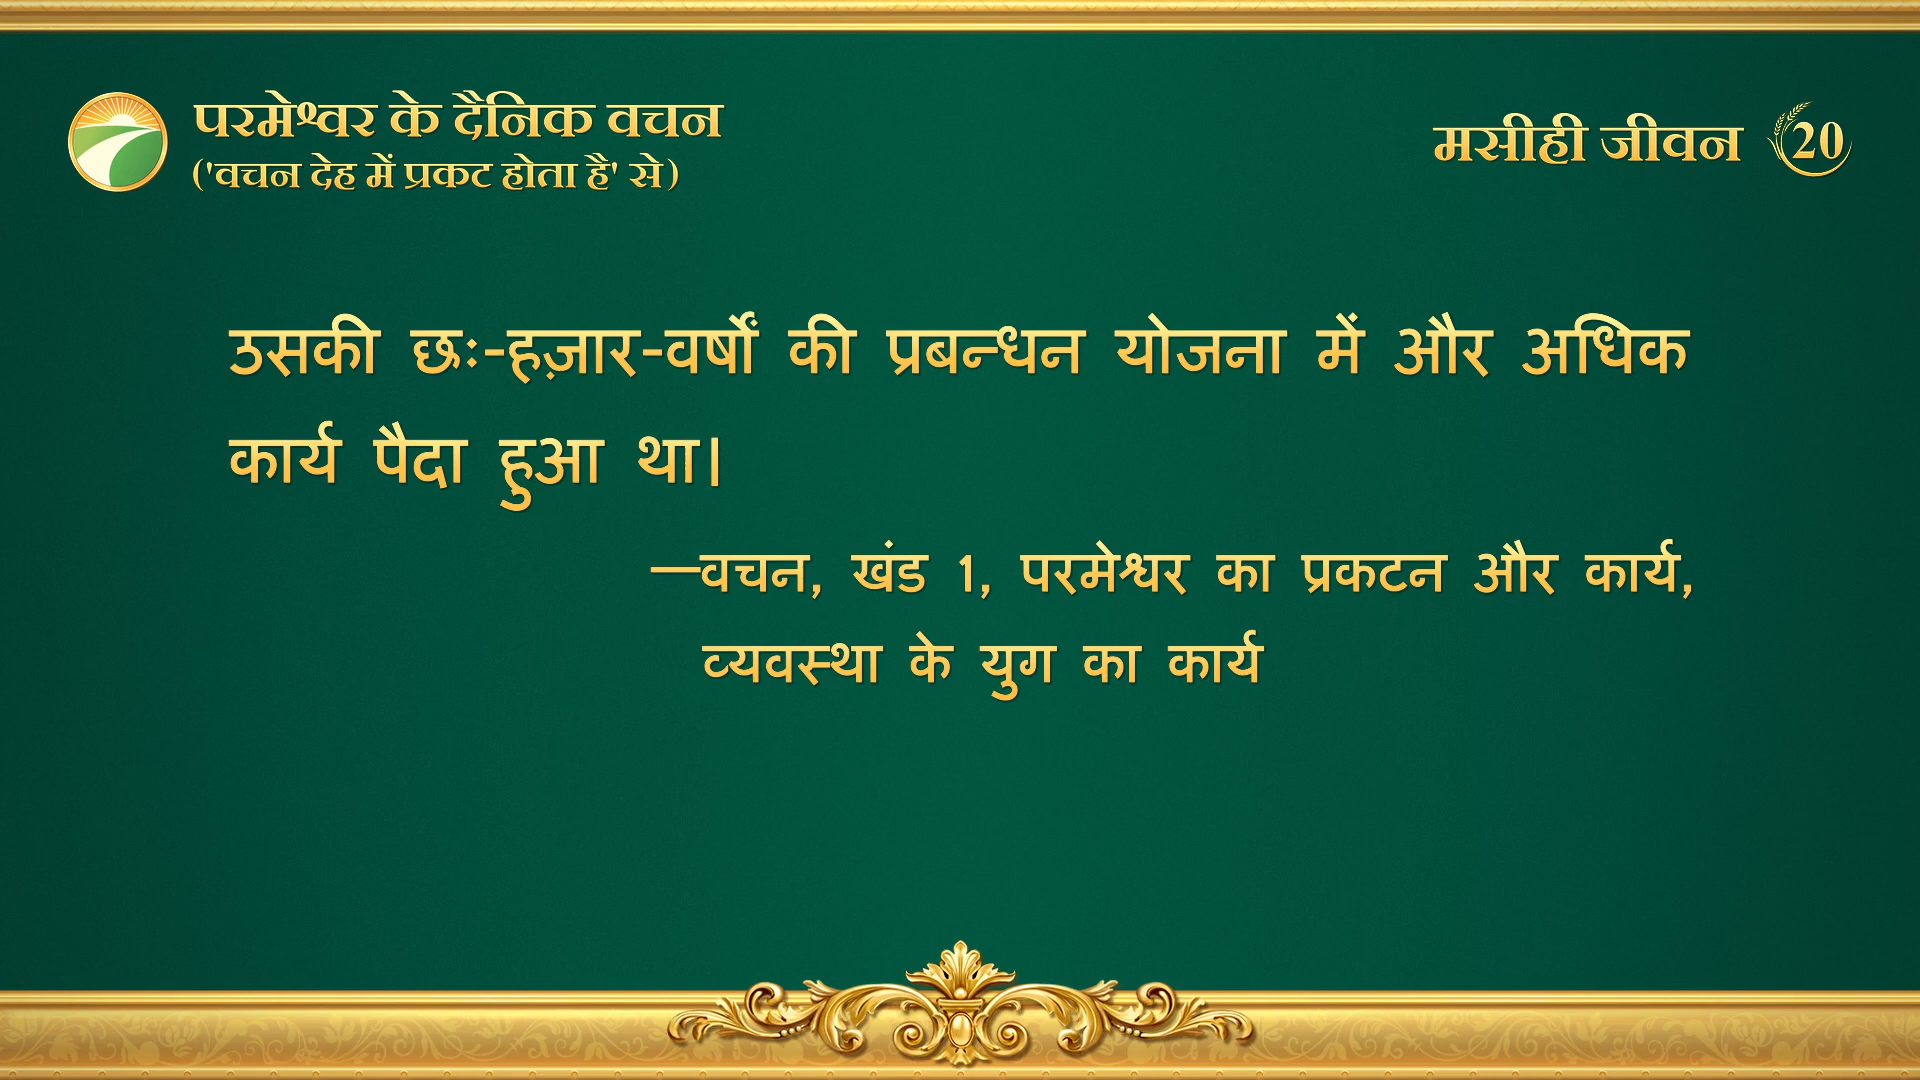 परमेश्वर के दैनिक वचन
('वचन देह में प्रकट होता है' से)
मसीही जीवन 20
उसकी छः-हज़ार-वर्षों की प्रबन्धन योजना में और अधिक
कार्य पैदा हुआ था।
—वचन, खंड 1, परमेश्वर का प्रकटन और कार्य,
व्यवस्था के युग का कार्य